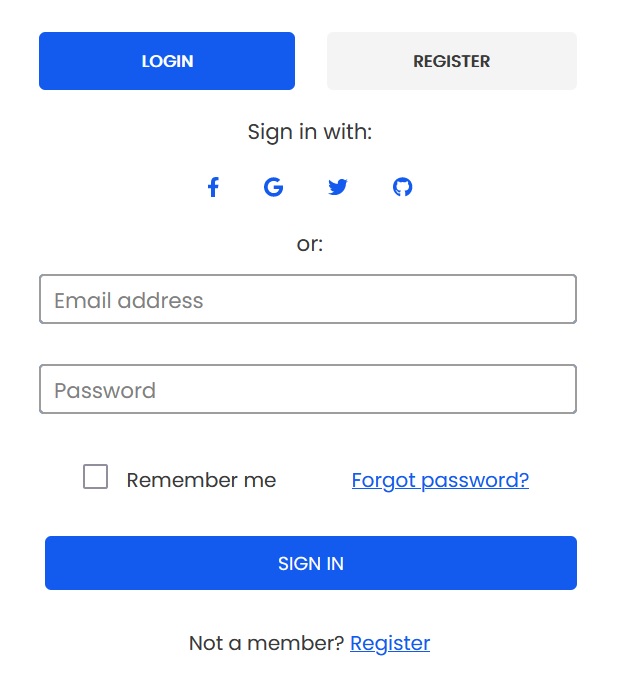 LOGIN
REGISTER
Sign in with:
or:
Email address
Password
Remember me
Forgot password?
SIGN IN
Not a member? Register